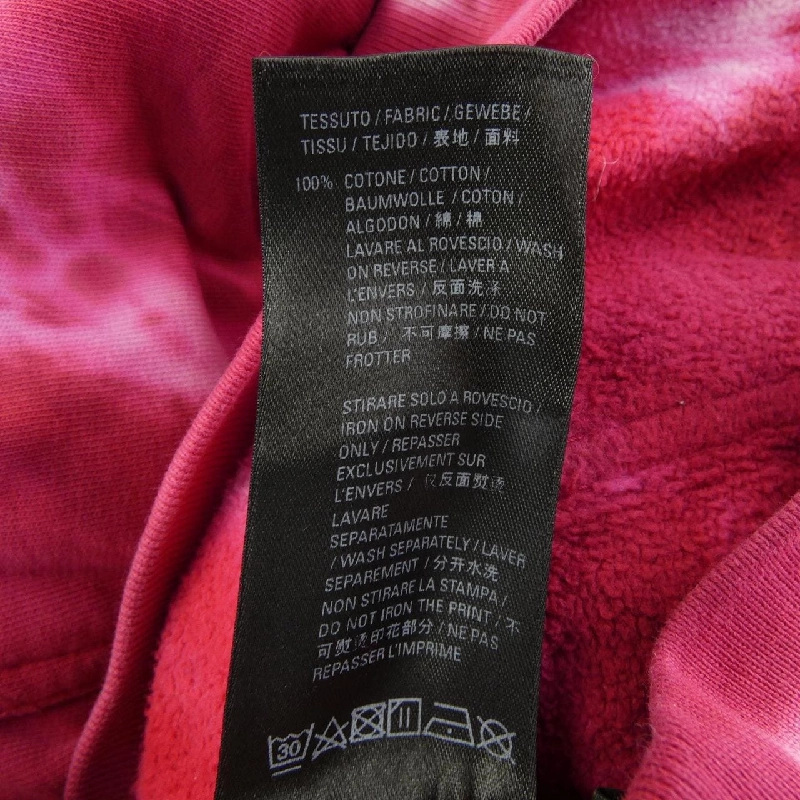 TESSUTO / FABRIC / GEWEBE /
TISSU / TEJIDO / 表地 / 面料
100% COTONE / COTTON /
BAUMWOLLE / COTON /
ALGODON / 綿 / 棉
LAVARE AL ROVESCIO / WASH
ON REVERSE / LAVER A
L'ENVERS / 反面洗涤
NON STROFINARE / DO NOT
RUB / 不可摩擦 / NE PAS
FROTTER
STIRARE SOLO A ROVESCIO /
IRON ON REVERSE SIDE
ONLY / REPASSER
EXCLUSIVEMENT SUR
L'ENVERS / 仅反面熨烫
LAVARE
SEPARATAMENTE
/ WASH SEPARATELY / LAVER
SEPAREMENT / 分开水洗
NON STIRARE LA STAMPA /
DO NOT IRON THE PRINT / 不
可熨烫印花部分 / NE PAS
REPASSER L'IMPRIME
30